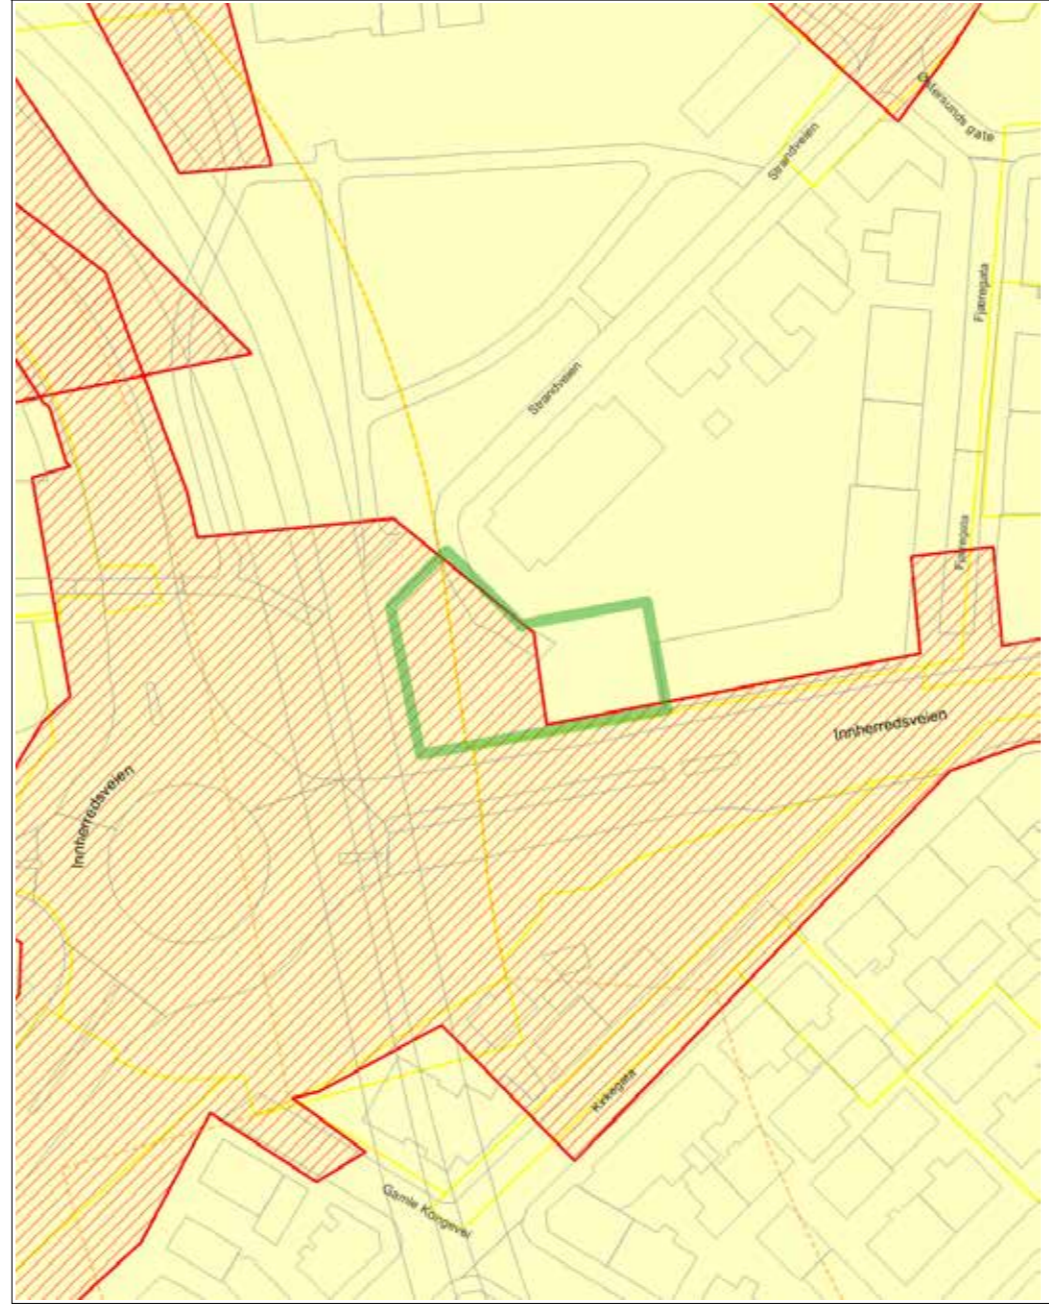 Østersunds gate
Strandveien
Fjæregata
Strandveien
Fjæregata
Innherredsveien
Innherredsveien
Kirkegata
Gamle Kongevei